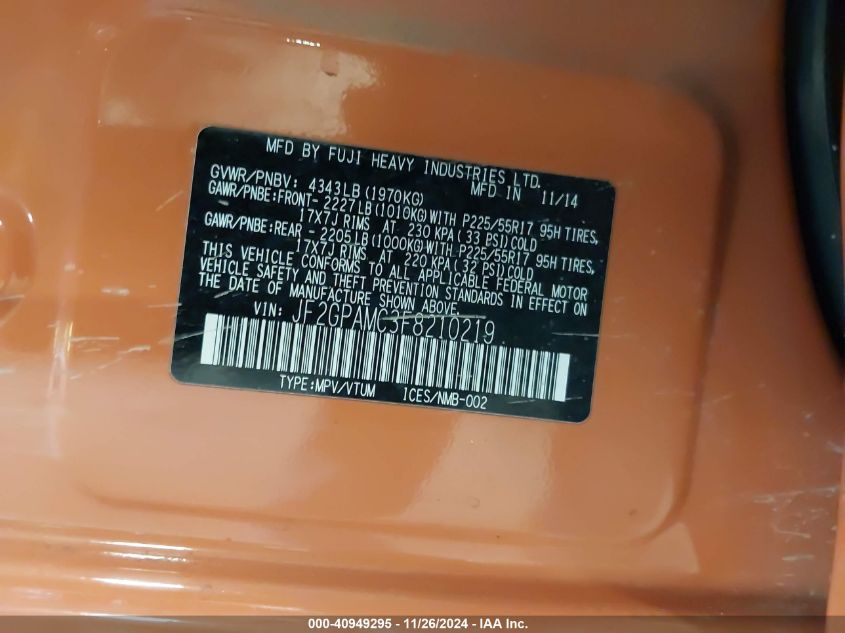 MFD BY FUJI HEAVY INDUSTRIES LTD.
GVWR/PNBV: 4343LB(1970KG) MFD IN 11/14
GAWR/PNBE:FRONT- 2227LB(1010KG)WITH P225/55R17 95H TIRES,
17X7J RIMS AT 230 KPA(33 PSI)COLD
GAWR/PNBE:REAR - 2205LB(1000KG)WITH P225/55R17 95H TIRES,
17X7J RIMS AT 220 KPA(32 PSI)COLD
THIS VEHICLE CONFORMS TO ALL APPLICABLE FEDERAL MOTOR
VEHICLE SAFETY AND THEFT PREVENTION STANDARDS IN EFFECT ON
THE DATE OF MANUFACTURE SHOWN ABOVE.
VIN: JF2GPAMC3F8210219
TYPE:MPV/VTUM ICES/NMB-002
000-40949295 - 11/26/2024 - IAA Inc.